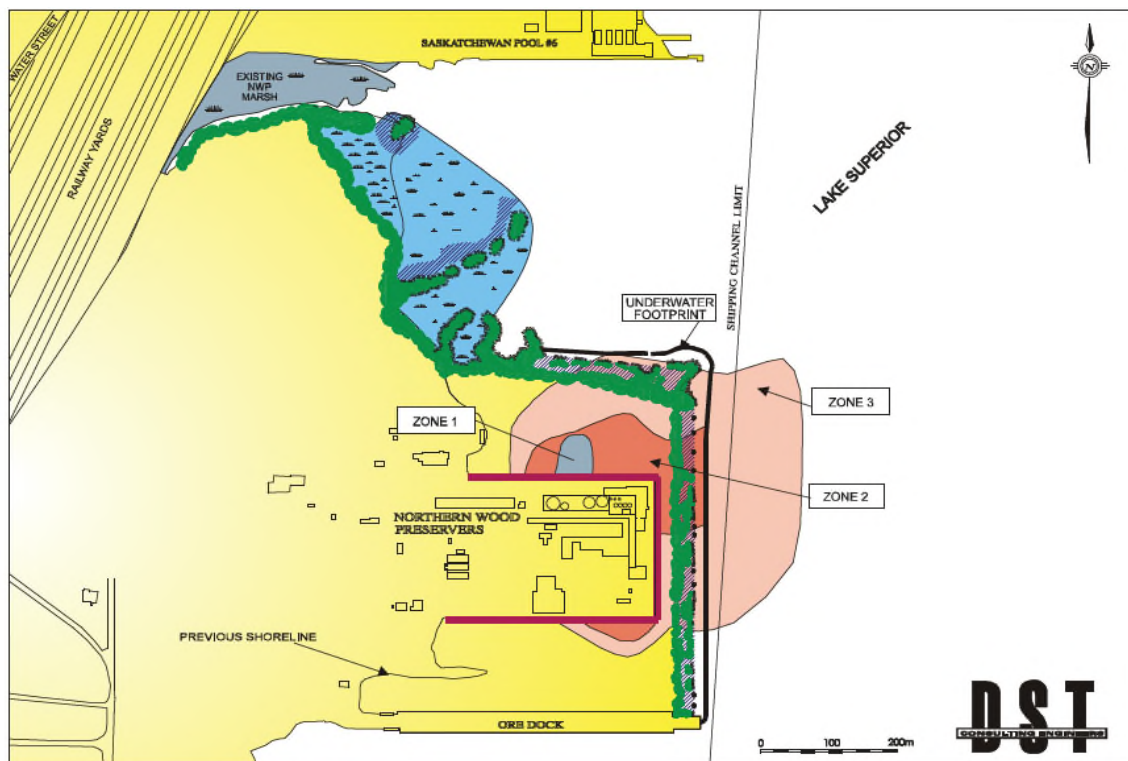 WATER STREET
SASKATCHEWAN POOL #6
N
EXISTING
NWP
MARSH
RAILWAY YARDS
LAKE SUPERIOR
SHIPPING CHANNEL LIMIT
UNDERWATER
FOOTPRINT
ZONE 3
ZONE 1
ZONE 2
NORTHERN WOOD
PRESERVERS
PREVIOUS SHORELINE
ORE DOCK
DST
CONSULTING ENGINEERS
0 100 200m